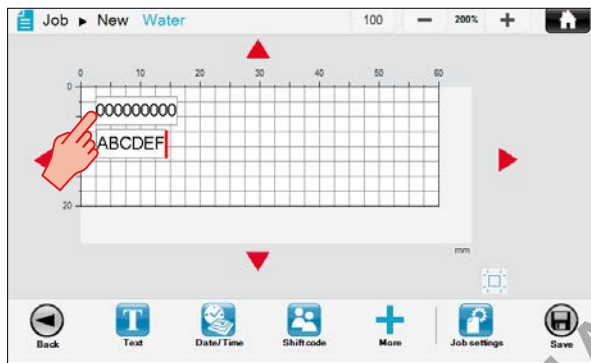 Job ▶ New Water 100 — 200% +
0 10 20 30 40 50 60
0
000000000
ABCDEF
20
mm
Back Text Date/Time Shift code More Job settings Save